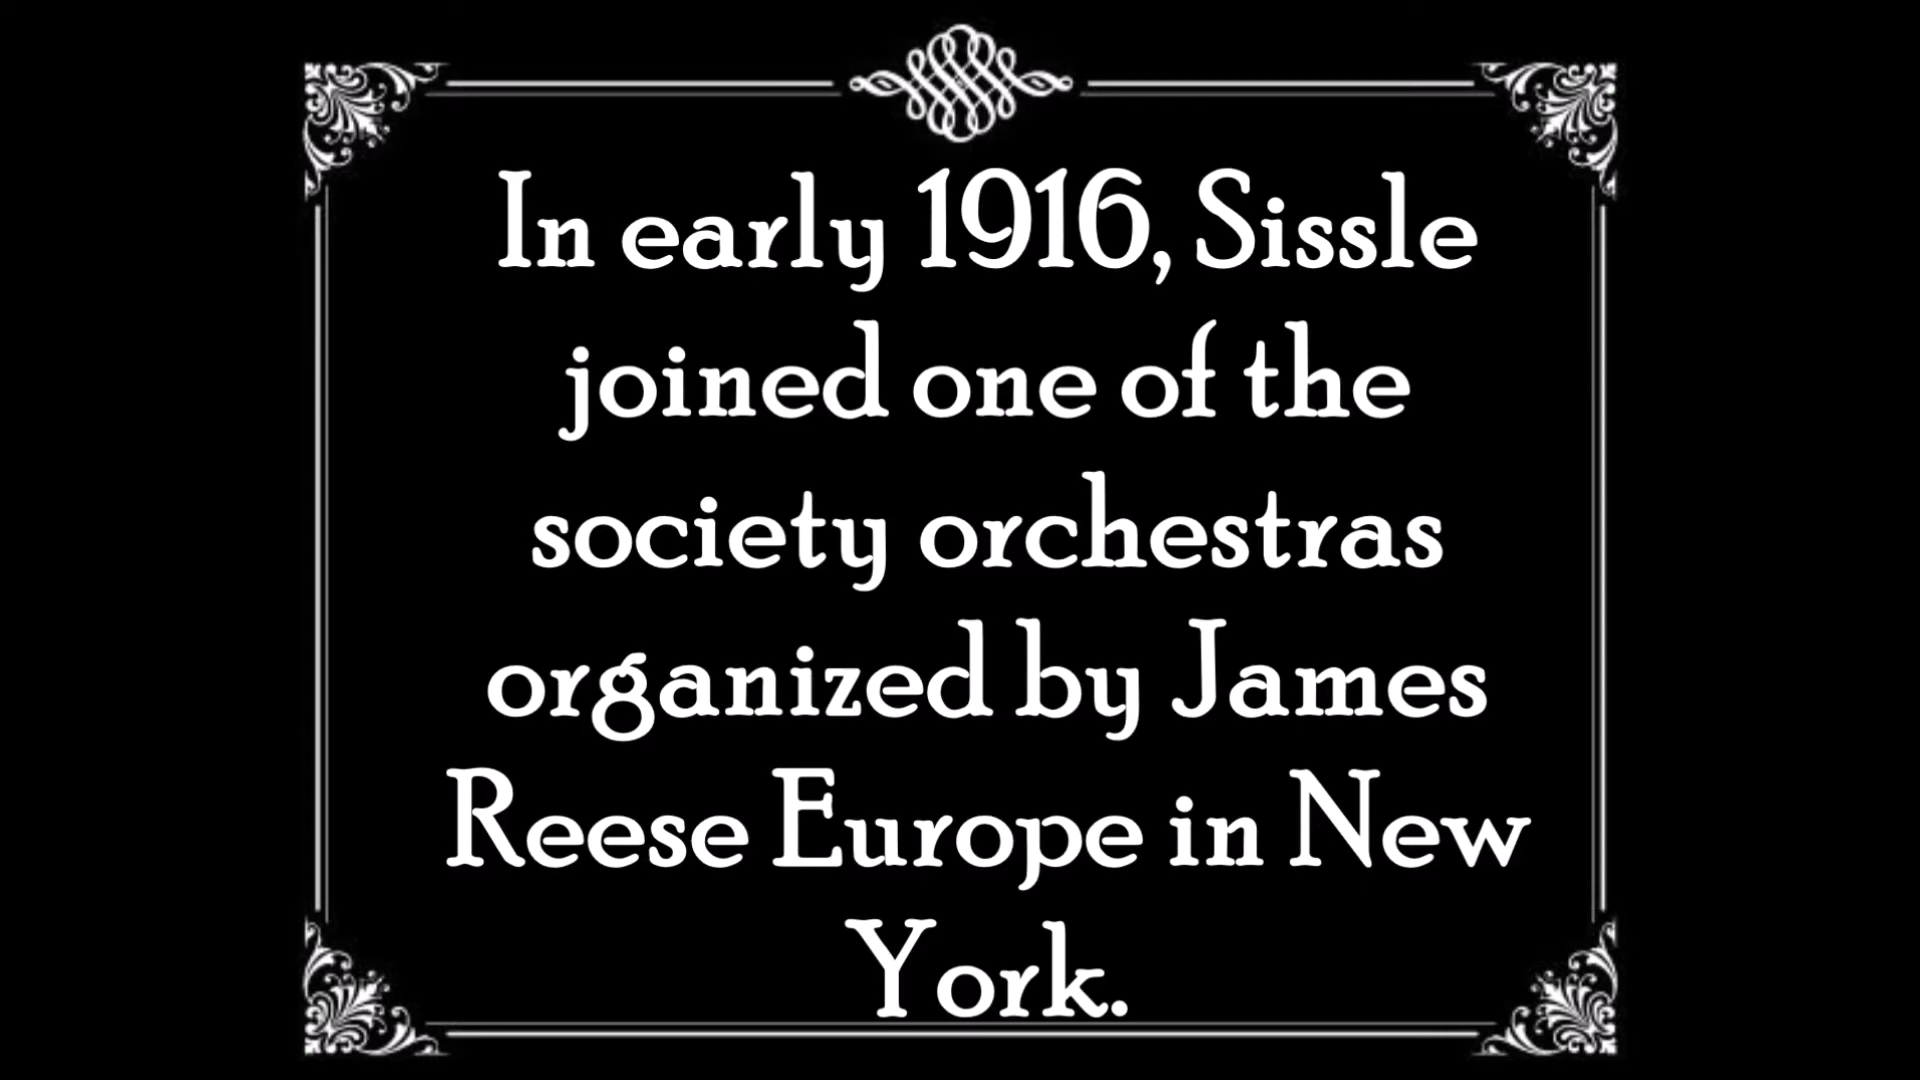 In early 1916, Sissle
joined one of the
society orchestras
organized by James
Reese Europe in New
York.